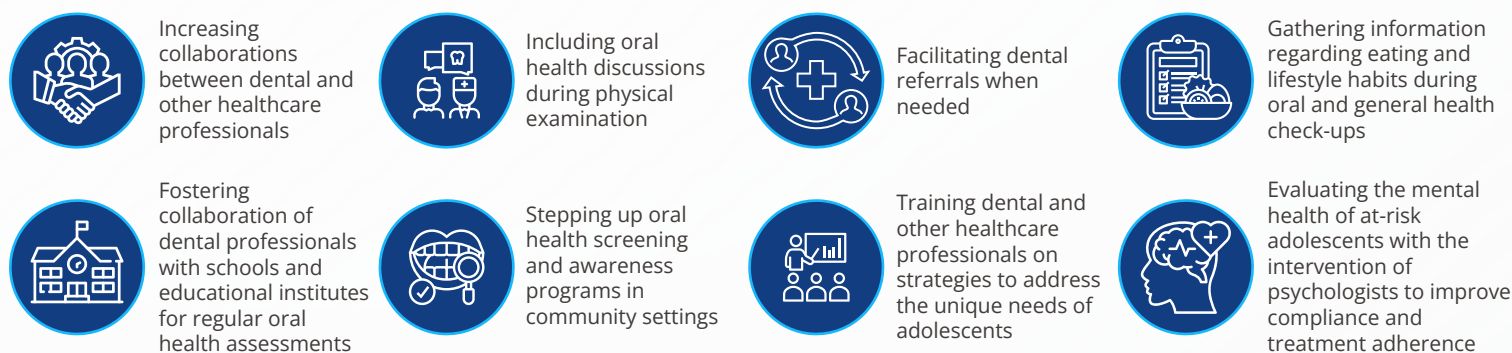 Increasing
collaborations
between dental and
other healthcare
professionals
Including oral
health discussions
during physical
examination
Facilitating dental
referrals when
needed
Gathering information
regarding eating and
lifestyle habits during
oral and general health
check-ups
Fostering
collaboration of
dental professionals
with schools and
educational institutes
for regular oral
health assessments
Stepping up oral
health screening
and awareness
programs in
community settings
Training dental and
other healthcare
professionals on
strategies to address
the unique needs of
adolescents
Evaluating the mental
health of at-risk
adolescents with the
intervention of
psychologists to improve
compliance and
treatment adherence